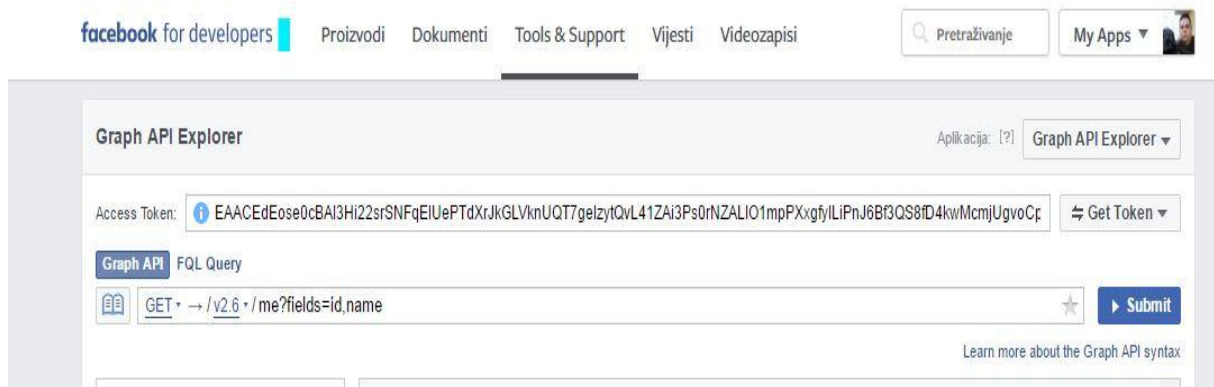 facebook for developers Proizvodi Dokumenti Tools & Support Vijesti Videozapisi Pretraživanje My Apps
Graph API Explorer Aplikacija: [?] Graph API Explorer
Access Token: EAACEdEose0cBAI3Hi22srSNFqEIUePTdXrJkGLVknUQT7gelzytQvL41ZAi3Ps0rNZALIO1mpPXxgfylLiPnJ6Bf3QS8fD4kwMcmjUgvoCp Get Token
Graph API FQL Query
GET → / v2.6 / me?fields=id,name Submit
Learn more about the Graph API syntax